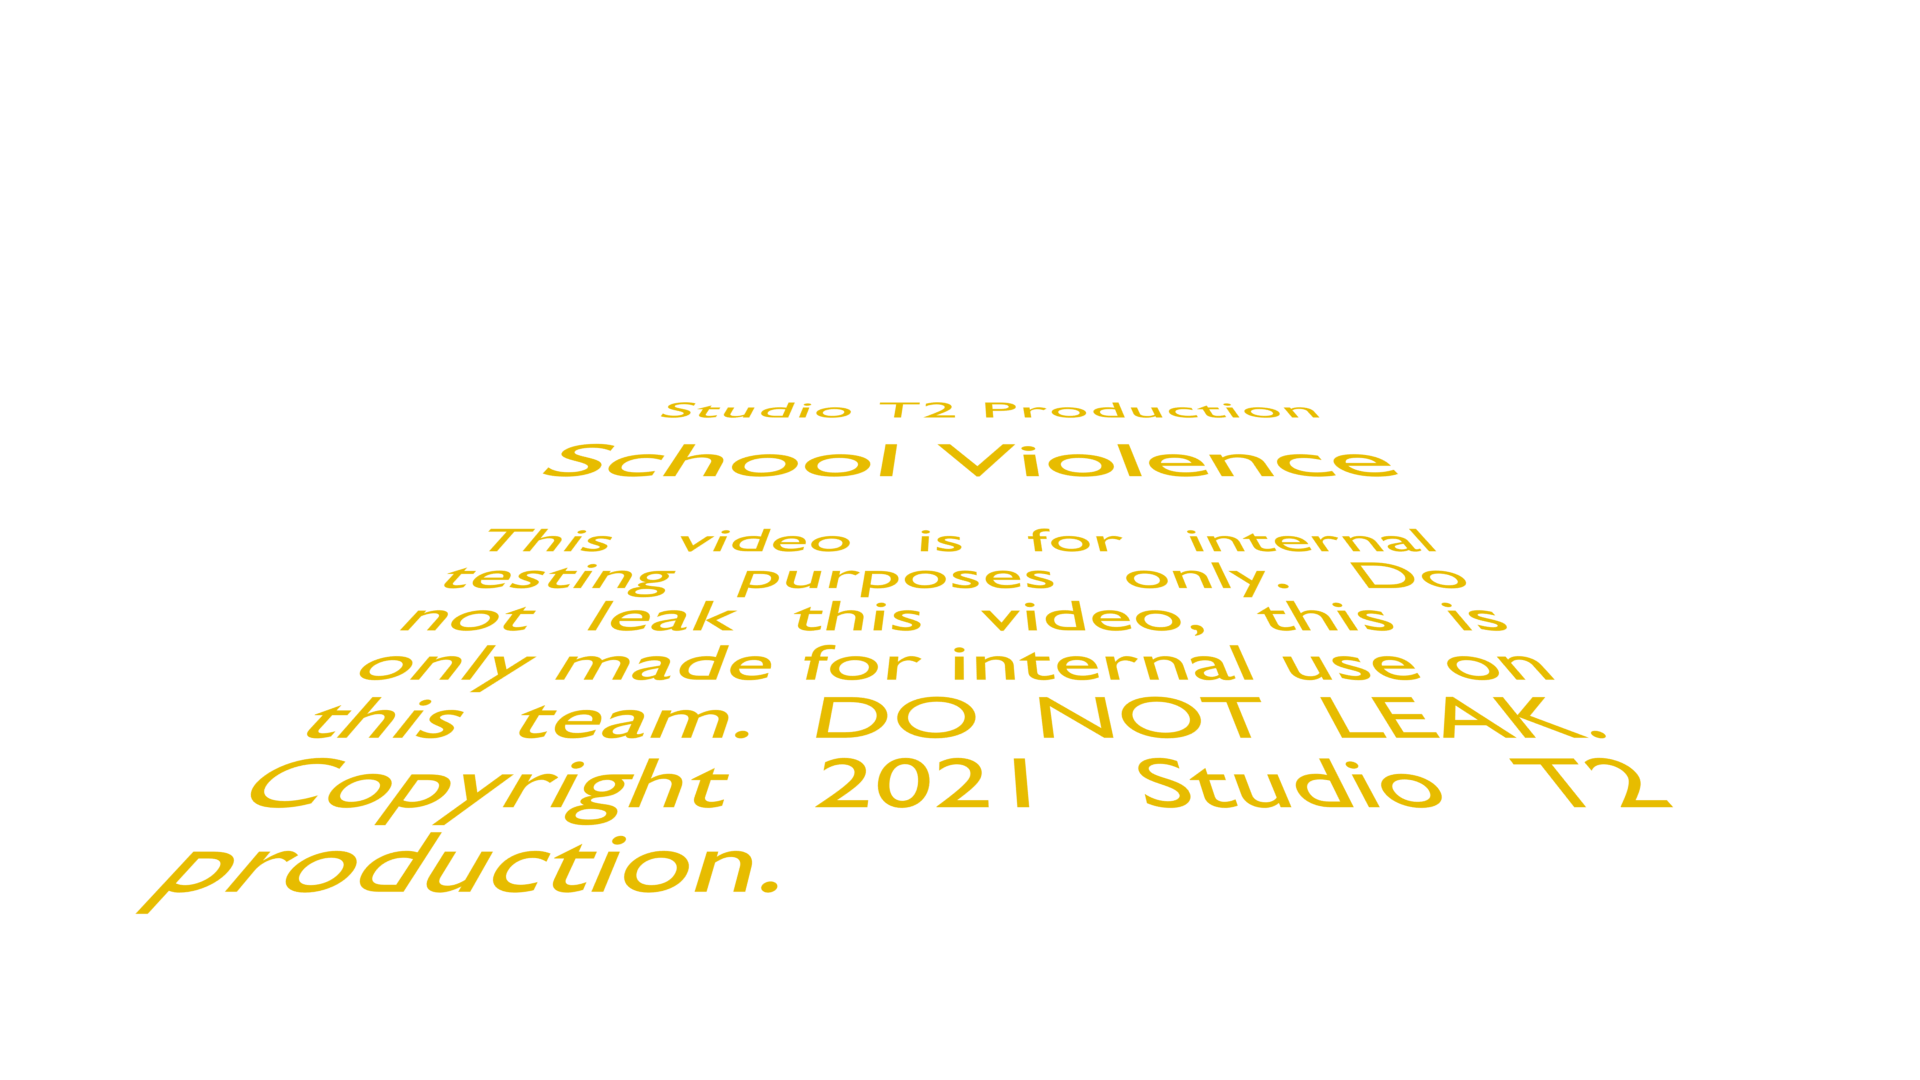 Studio T2 Production
School Violence
This video is for internal
testing purposes only. Do
not leak this video, this is
only made for internal use on
this team. DO NOT LEAK.
Copyright 2021 Studio T2
production.